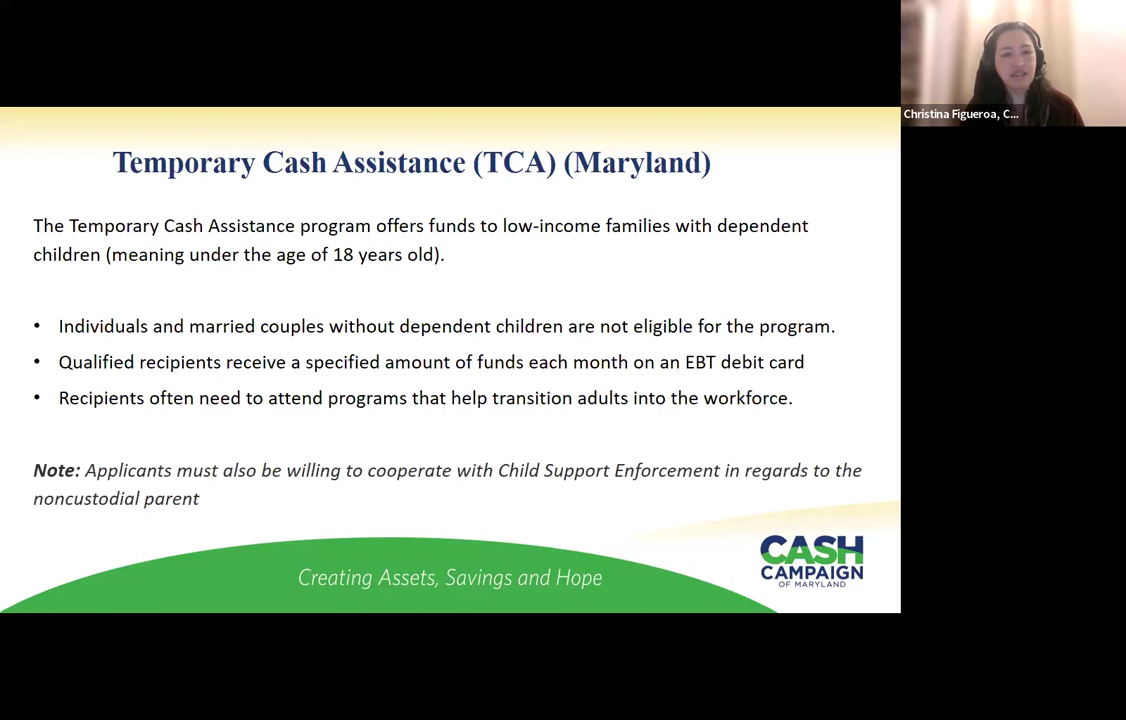 Christina Figueroa, C...
Temporary Cash Assistance (TCA) (Maryland)
The Temporary Cash Assistance program offers funds to low-income families with dependent
children (meaning under the age of 18 years old).
• Individuals and married couples without dependent children are not eligible for the program.
• Qualified recipients receive a specified amount of funds each month on an EBT debit card
• Recipients often need to attend programs that help transition adults into the workforce.
Note: Applicants must also be willing to cooperate with Child Support Enforcement in regards to the
noncustodial parent
Creating Assets, Savings and Hope
CASH
CAMPAIGN
OF MARYLAND